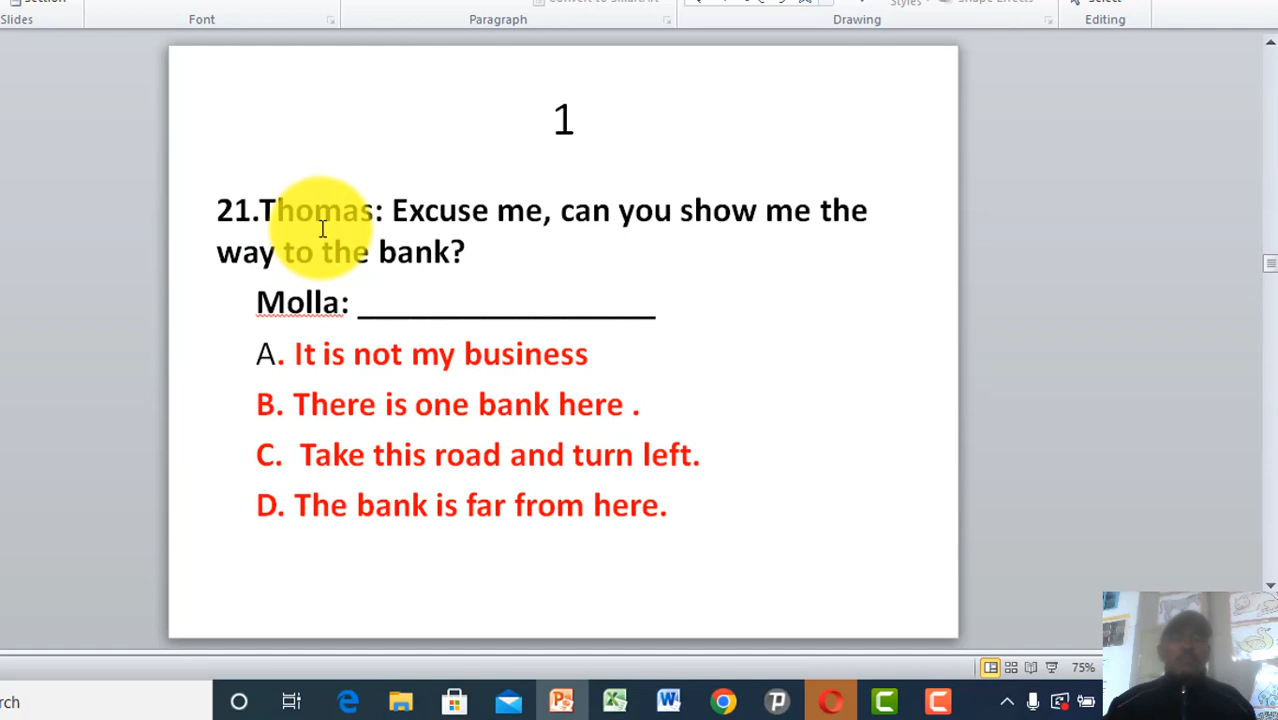 Slides
Font
Paragraph
Drawing
Editing
1
21.Thomas: Excuse me, can you show me the
way to the bank?
Molla: ____________________
A. It is not my business
B. There is one bank here .
C. Take this road and turn left.
D. The bank is far from here.
75%
rch